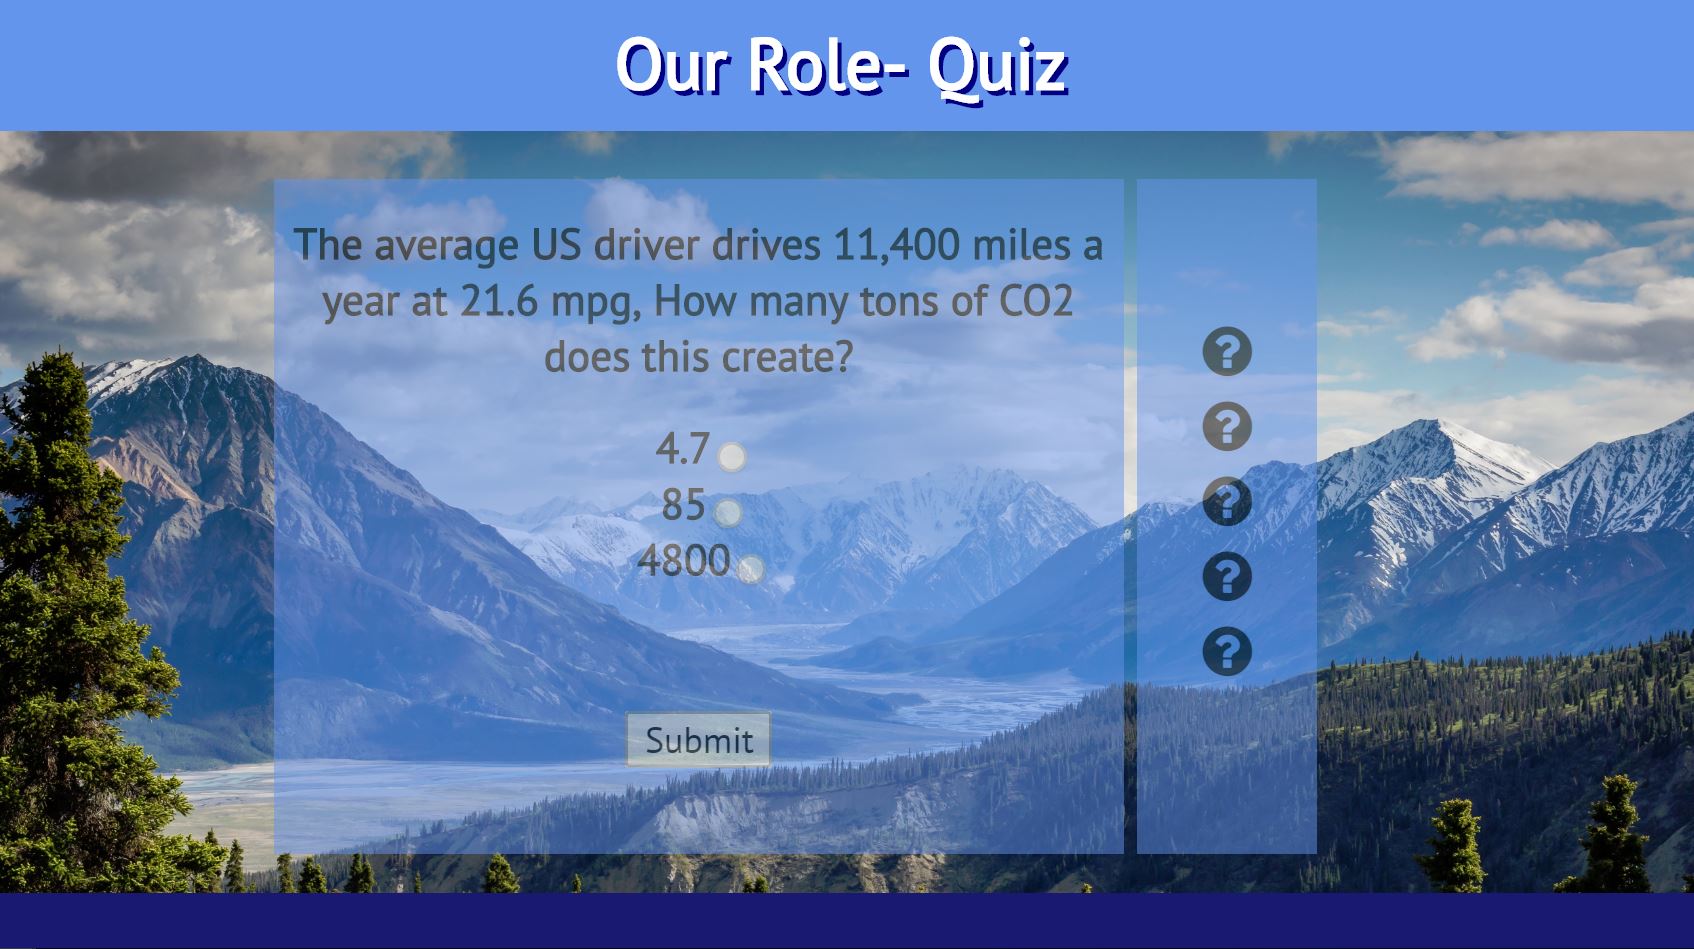 Our Role- Quiz
The average US driver drives 11,400 miles a
year at 21.6 mpg, How many tons of CO2
does this create?
4.7
85
4800
Submit
?
?
?
?
?